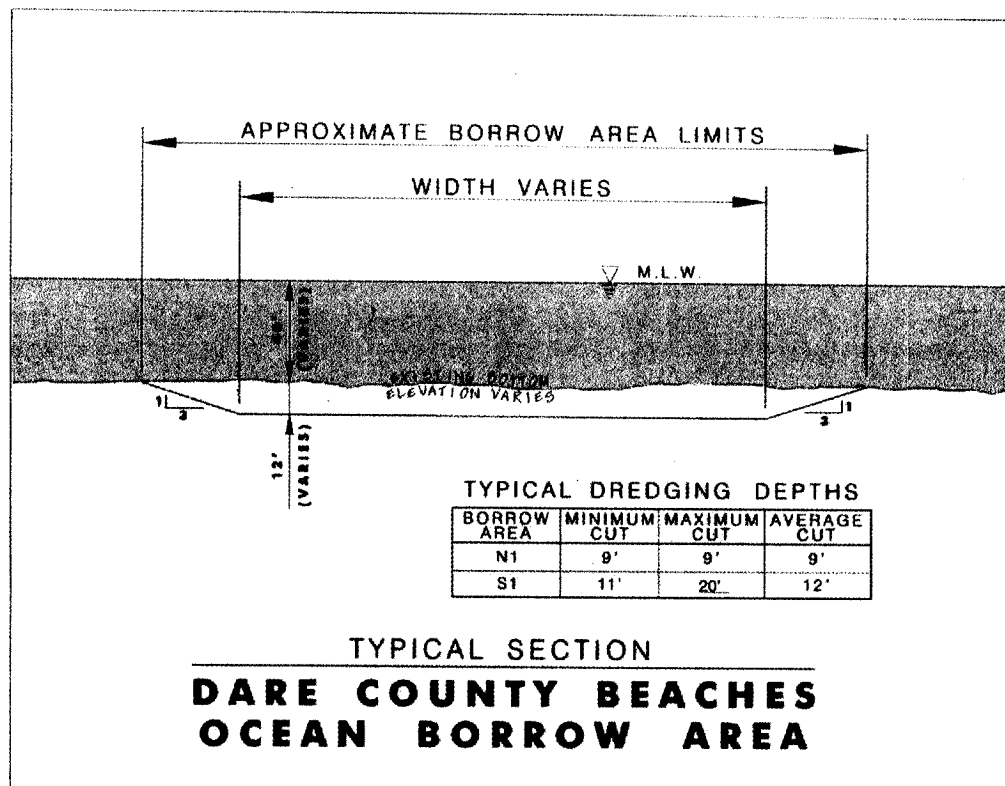 APPROXIMATE BORROW AREA LIMITS
WIDTH VARIES
M.L.W.
(VARIES)
EXISTING BOTTOM
ELEVATION VARIES
1
3
1
3
12'
(VARIES)
TYPICAL DREDGING DEPTHS
BORROW AREA MINIMUM CUT MAXIMUM CUT AVERAGE CUT
N1 9' 9' 9'
S1 11' 20' 12'
TYPICAL SECTION
DARE COUNTY BEACHES
OCEAN BORROW AREA